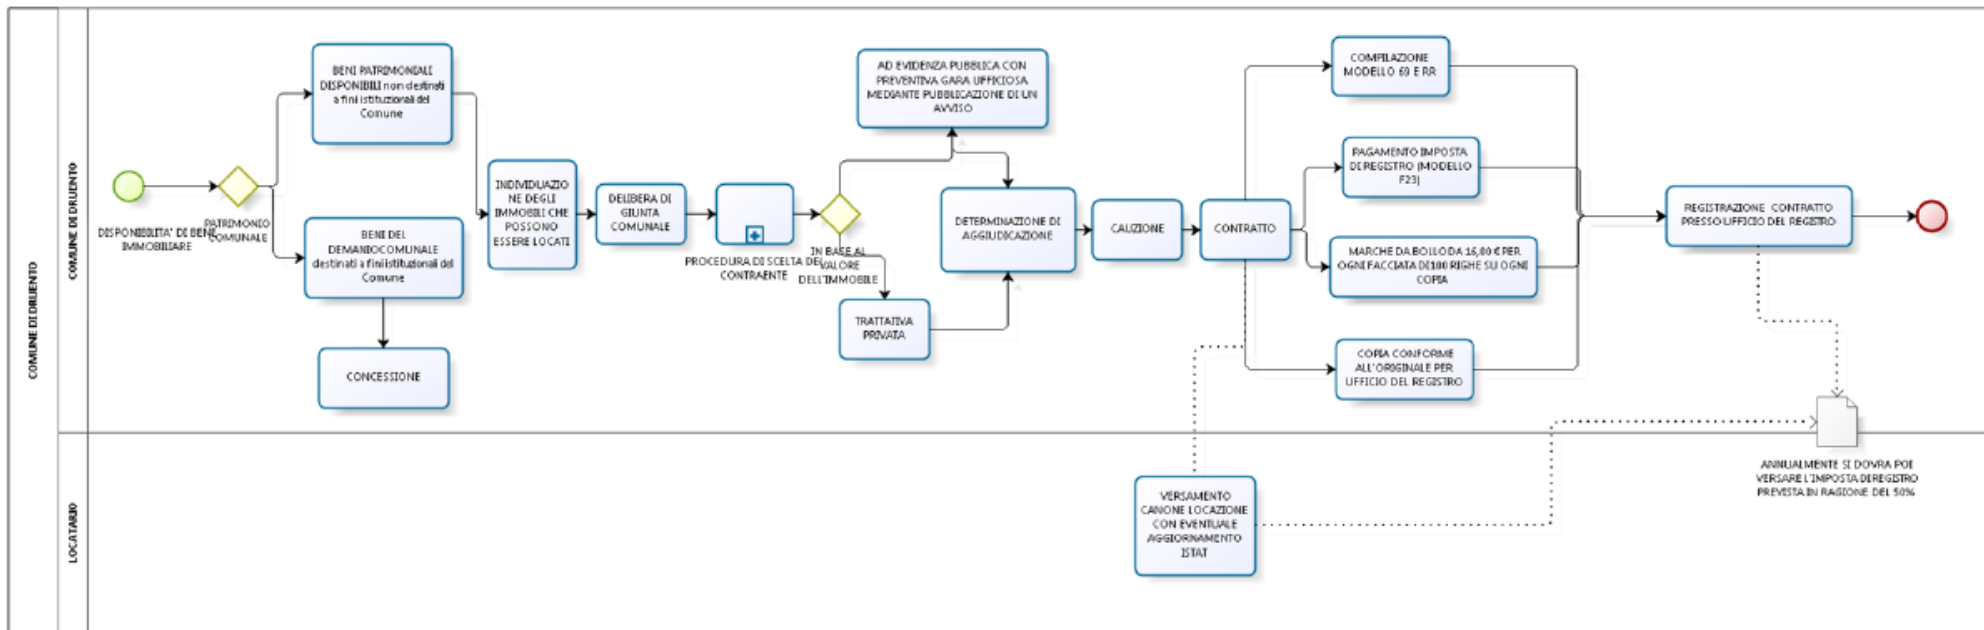 COMUNE DI DRUENTO
COMUNE DI DRUENTO
LOCATARIO
DISPONIBILITA' DI BENI
IMMOBILIARE
PATRIMONIO
COMUNALE
BENI PATRIMONIALI
DISPONIBILI non destinati
a fini istituzionali del
Comune
BENI DEL
DEMANIOCOMUNALE
destinati a fini istituzionali del
Comune
CONCESSIONE
INDIVIDUAZIO
NE DEGLI
IMMOBILI CHE
POSSONO
ESSERE LOCATI
DELIBERA DI
GIUNTA
COMUNALE
PROCEDURA DI SCELTA DEL
CONTRAENTE
IN BASE AL
VALORE
DELL'IMMOBILE
AD EVIDENZA PUBBLICA CON
PREVENTIVA GARA UFFICIOSA
MEDIANTE PUBBLICAZIONE DI UN
AVVISO
TRATTATIVA
PRIVATA
DETERMINAZIONE DI
AGGIUDICAZIONE
CAUZIONE
CONTRATTO
COMPILAZIONE
MODELLO 69 E RR
PAGAMENTO IMPOSTA
DI REGISTRO (MODELLO
F23)
MARCHE DA BOLLO DA 16,00 € PER
OGNI FACCIATA DI 100 RIGHE SU OGNI
COPIA
COPIA CONFORME
ALL'ORIGINALE PER
UFFICIO DEL REGISTRO
REGISTRAZIONE CONTRATTO
PRESSO UFFICIO DEL REGISTRO
ANNUALMENTE SI DOVRA POI
VERSARE L'IMPOSTA DI REGISTRO
PREVISTA IN RAGIONE DEL 50%
VERSAMENTO
CANONE LOCAZIONE
CON EVENTUALE
AGGIORNAMENTO
ISTAT